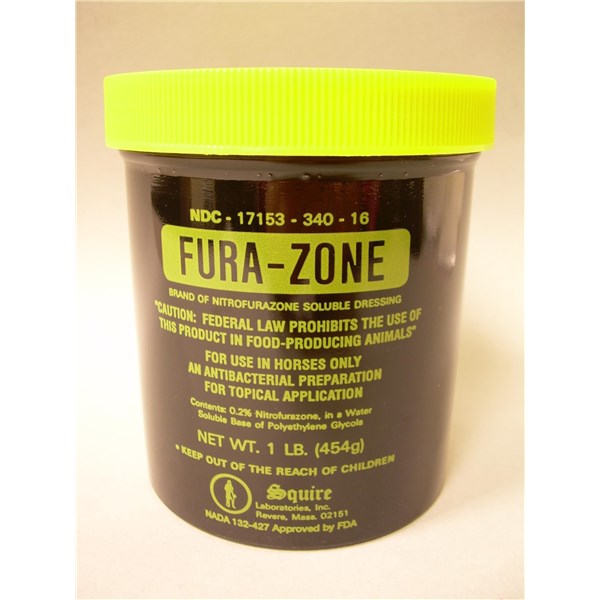 NDC - 17153 - 340 - 16
FURA-ZONE
BRAND OF NITROFURAZONE SOLUBLE DRESSING
"CAUTION: FEDERAL LAW PROHIBITS THE USE OF
THIS PRODUCT IN FOOD-PRODUCING ANIMALS"
FOR USE IN HORSES ONLY
AN ANTIBACTERIAL PREPARATION
FOR TOPICAL APPLICATION
Contents: 0.2% Nitrofurazone, in a Water
Soluble Base of Polyethylene Glycols
NET WT. 1 LB. (454g)
* KEEP OUT OF THE REACH OF CHILDREN
Squire
Laboratories, Inc.
Revere, Mass. 02151
NADA 132-427 Approved by FDA